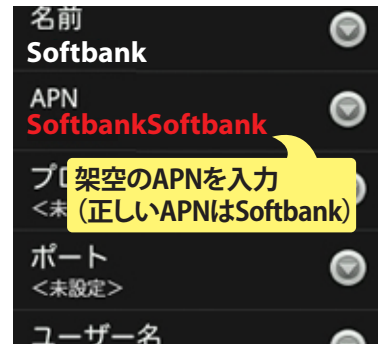 名前
Softbank
APN
SoftbankSoftbank
架空のAPNを入力
(正しいAPNはSoftbank)
プロ
<未
ポート
<未設定>
ユーザー名